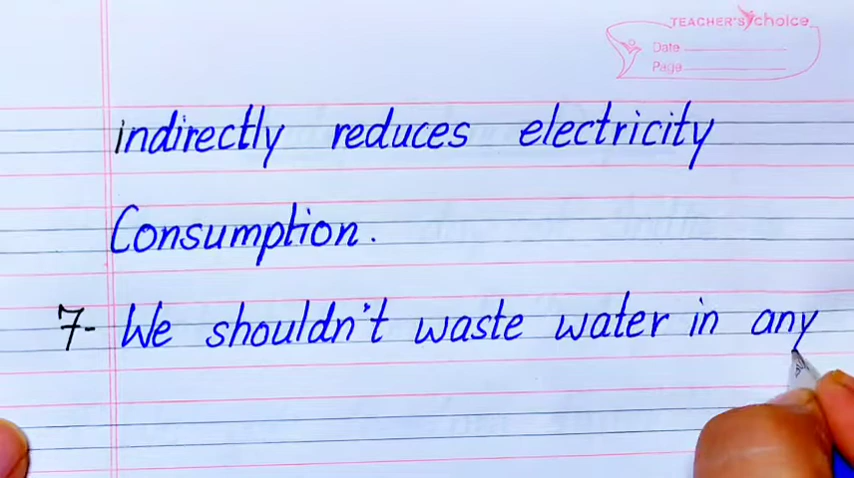 TEACHER'S choice
Date
Page
indirectly reduces electricity
Consumption.
7- We shouldn't waste water in any